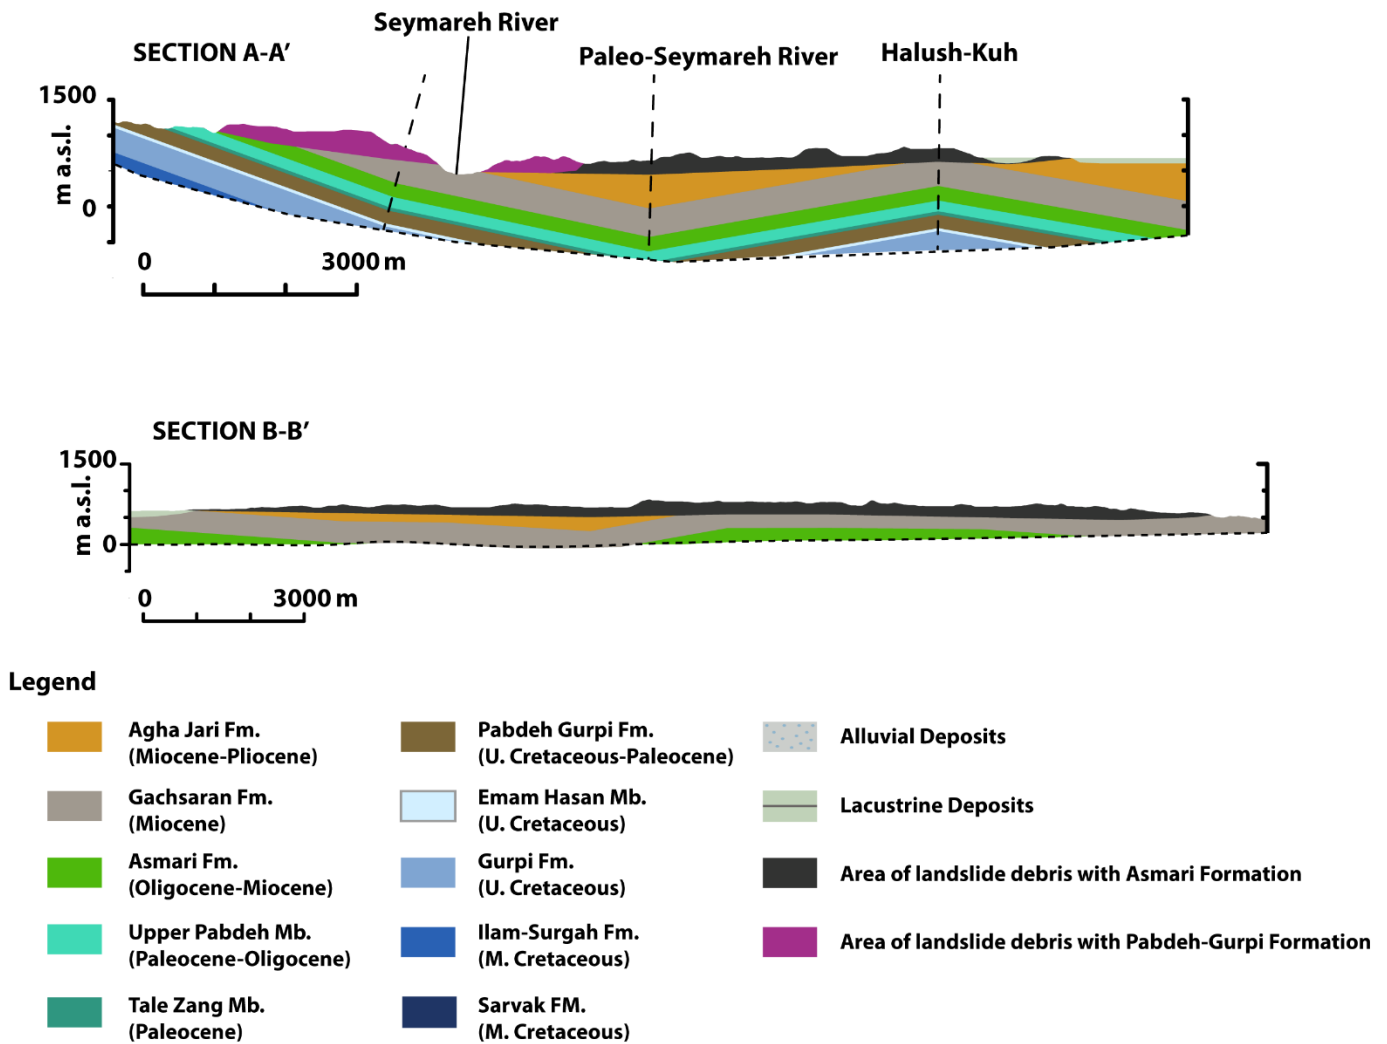 Seymareh River
SECTION A-A’
Paleo-Seymareh River
Halush-Kuh
1500
m a.s.l.
0
0 3000 m
SECTION B-B’
1500
m a.s.l.
0
0 3000 m
Legend
Agha Jari Fm.
(Miocene-Pliocene)
Gachsaran Fm.
(Miocene)
Asmari Fm.
(Oligocene-Miocene)
Upper Pabdeh Mb.
(Paleocene-Oligocene)
Tale Zang Mb.
(Paleocene)
Pabdeh Gurpi Fm.
(U. Cretaceous-Paleocene)
Emam Hasan Mb.
(U. Cretaceous)
Gurpi Fm.
(U. Cretaceous)
Ilam-Surgah Fm.
(M. Cretaceous)
Sarvak FM.
(M. Cretaceous)
Alluvial Deposits
Lacustrine Deposits
Area of landslide debris with Asmari Formation
Area of landslide debris with Pabdeh-Gurpi Formation